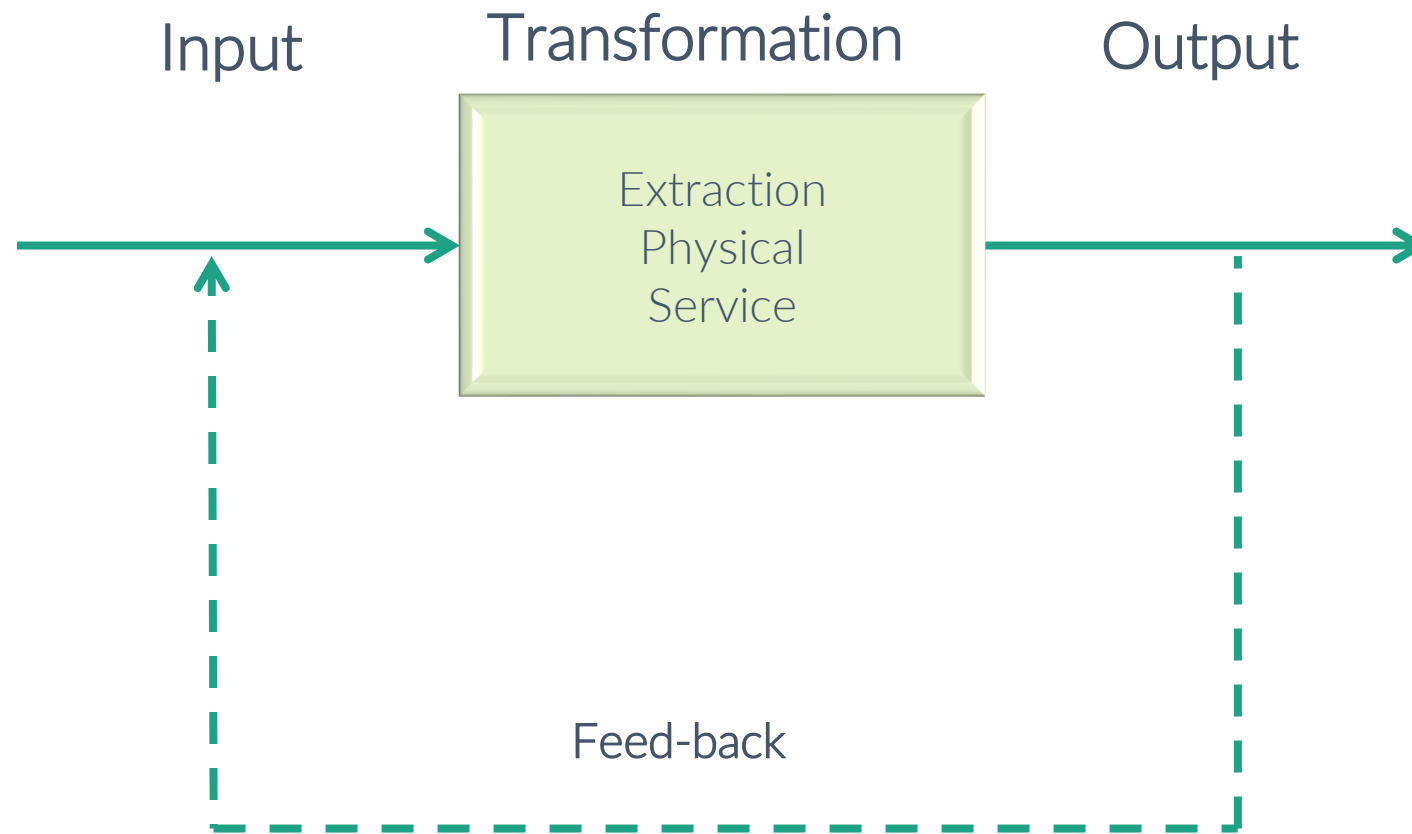 Input
Transformation
Output
Extraction
Physical
Service
Feed-back